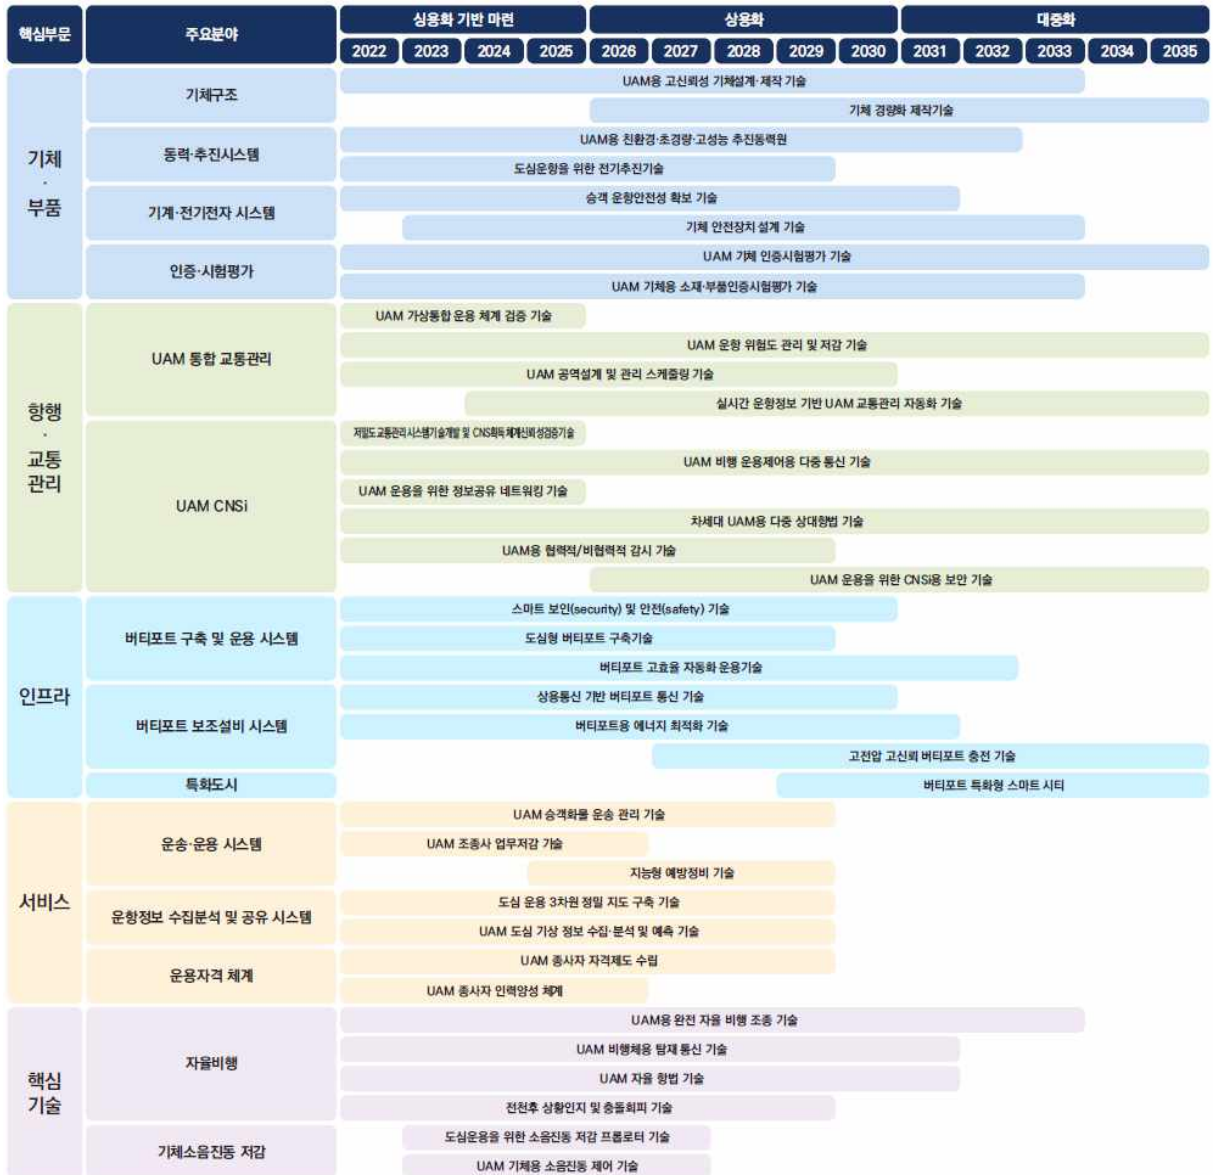 핵심부문 주요분야 상용화 기반 마련 상용화 대중화
2022 2023 2024 2025 2026 2027 2028 2029 2030 2031 2032 2033 2034 2035
기체
·
부품
기체구조
UAM용 고신뢰성 기체설계·제작 기술
기체 경량화 제작기술
동력·추진시스템
UAM용 친환경·초경량·고성능 추진동력원
도심운항을 위한 전기추진기술
기계·전기전자 시스템
승객 운항안전성 확보 기술
기체 안전장치 설계 기술
인증·시험평가
UAM 기체 인증시험평가 기술
UAM 기체용 소재·부품인증시험평가 기술
항행
·
교통
관리
UAM 통합 교통관리
UAM 가상통합 운용 체계 검증 기술
UAM 운항 위험도 관리 및 저감 기술
UAM 공역설계 및 관리 스케줄링 기술
실시간 운항정보 기반 UAM 교통관리 자동화 기술
UAM CNSi
저밀도교통관리시스템기술개발 및 CNS획득체계신뢰성검증기술
UAM 비행 운용제어용 다중 통신 기술
UAM 운용을 위한 정보공유 네트워킹 기술
차세대 UAM용 다중 상대항법 기술
UAM용 협력적/비협력적 감시 기술
UAM 운용을 위한 CNSi용 보안 기술
인프라
버티포트 구축 및 운용 시스템
스마트 보인(security) 및 안전(safety) 기술
도심형 버티포트 구축기술
버티포트 고효율 자동화 운용기술
버티포트 보조설비 시스템
상용통신 기반 버티포트 통신 기술
버티포트용 에너지 최적화 기술
고전압 고신뢰 버티포트 충전 기술
특화도시
버티포트 특화형 스마트 시티
서비스
운송·운용 시스템
UAM 승객화물 운송 관리 기술
UAM 조종사 업무저감 기술
지능형 예방정비 기술
운항정보 수집분석 및 공유 시스템
도심 운용 3차원 정밀 지도 구축 기술
UAM 도심 기상 정보 수집·분석 및 예측 기술
운용자격 체계
UAM 종사자 자격제도 수립
UAM 종사자 인력양성 체계
핵심
기술
자율비행
UAM용 완전 자율 비행 조종 기술
UAM 비행체용 탑재 통신 기술
UAM 자율 항법 기술
전천후 상황인지 및 충돌회피 기술
기체소음진동 저감
도심운용을 위한 소음진동 저감 프롭로터 기술
UAM 기체용 소음진동 제어 기술